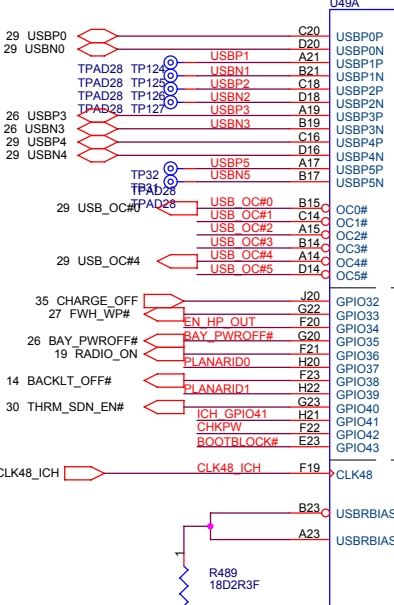 U49A
29 USBP0 C20 USBP0P
29 USBN0 D20 USBP0N
USBP1 A21 USBP1P
TPAD28 TP124 USBN1 B21 USBP1N
TPAD28 TP125 USBP2 C18 USBP2P
TPAD28 TP126 USBN2 D18 USBP2N
TPAD28 TP127
26 USBP3 USBP3 A19 USBP3P
26 USBN3 USBN3 B19 USBP3N
29 USBP4 C16 USBP4P
29 USBN4 D16 USBP4N
USBP5 A17 USBP5P
TP32 USBN5 B17 USBP5N
TP31
TPAD28
TPAD28
29 USB_OC#0 USB_OC#0 B15 OC0#
USB_OC#1 C14 OC1#
USB_OC#2 A15 OC2#
USB_OC#3 B14 OC3#
29 USB_OC#4 USB_OC#4 A14 OC4#
USB_OC#5 D14 OC5#
35 CHARGE_OFF J20 GPIO32
27 FWH_WP# G22 GPIO33
EN_HP_OUT F20 GPIO34
26 BAY_PWROFF# BAY_PWROFF# G20 GPIO35
19 RADIO_ON F21 GPIO36
PLANARID0 H20 GPIO37
14 BACKLT_OFF# F23 GPIO38
PLANARID1 H22 GPIO39
30 THRM_SDN_EN# G23 GPIO40
ICH_GPIO41 H21 GPIO41
CHKPW F22 GPIO42
BOOTBLOCK# E23 GPIO43
CLK48_ICH CLK48_ICH F19 CLK48
B23 USBRBIAS
A23 USBRBIAS
1
R489
18D2R3F